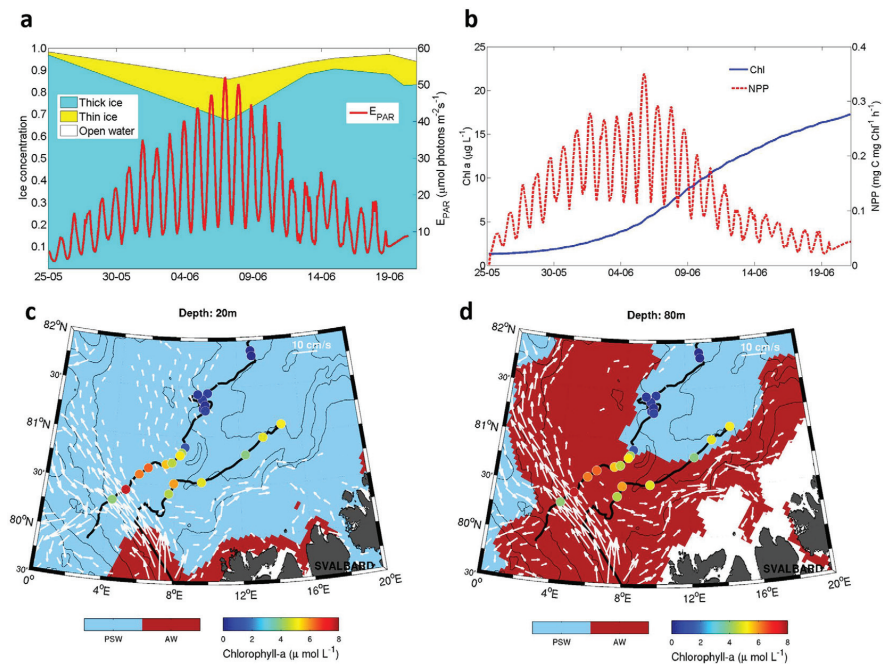 a
Ice concentration
1.0
0.9
0.8
0.7
0.6
0.5
0.4
0.3
0.2
0.1
Thick ice
Thin ice
Open water
E PAR
60
50
40
30
20
10
E PAR (μmol photons m-2s-1)
25-05 30-05 04-06 09-06 14-06 19-06
b
Chl a (μg L-1)
25
20
15
10
5
0
Chl
NPP
0.4
0.3
0.2
0.1
0
NPP (mg C mg Chl-1 h-1)
25-05 30-05 04-06 09-06 14-06 19-06
c
Depth: 20m
82°N
30'
81°N
30'
80°N
30'
10 cm/s
SVALBARD
0° 4°E 8°E 12°E 16°E 20°E
PSW AW
0 2 4 6 8
Chlorophyll-a (μ mol L-1)
d
Depth: 80m
82°N
30'
81°N
30'
80°N
30'
10 cm/s
SVALBARD
0° 4°E 8°E 12°E 16°E 20°E
PSW AW
0 2 4 6 8
Chlorophyll-a (μ mol L-1)